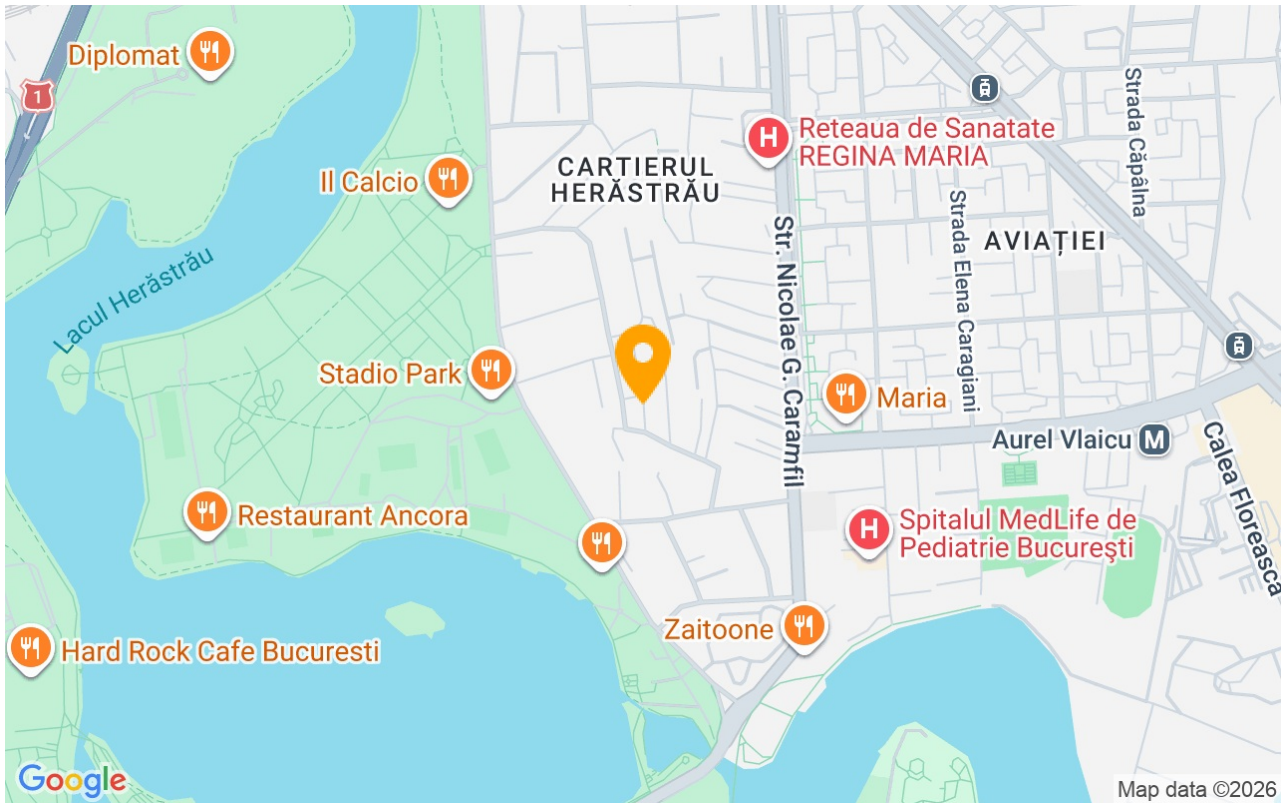 Diplomat
1
Il Calcio
Lacul Herăstrău
CARTIERUL
HERĂSTRĂU
H
Reteaua de Sanatate
REGINA MARIA
Strada Căpâlna
Strada Elena Caragiani
AVIAȚIEI
Str. Nicolae G. Caramfil
Stadio Park
Maria
Aurel Vlaicu M
Calea Floreasca
Restaurant Ancora
H
Spitalul MedLife de
Pediatrie Bucureşti
Zaitoone
Hard Rock Cafe Bucuresti
Google
Map data ©2026